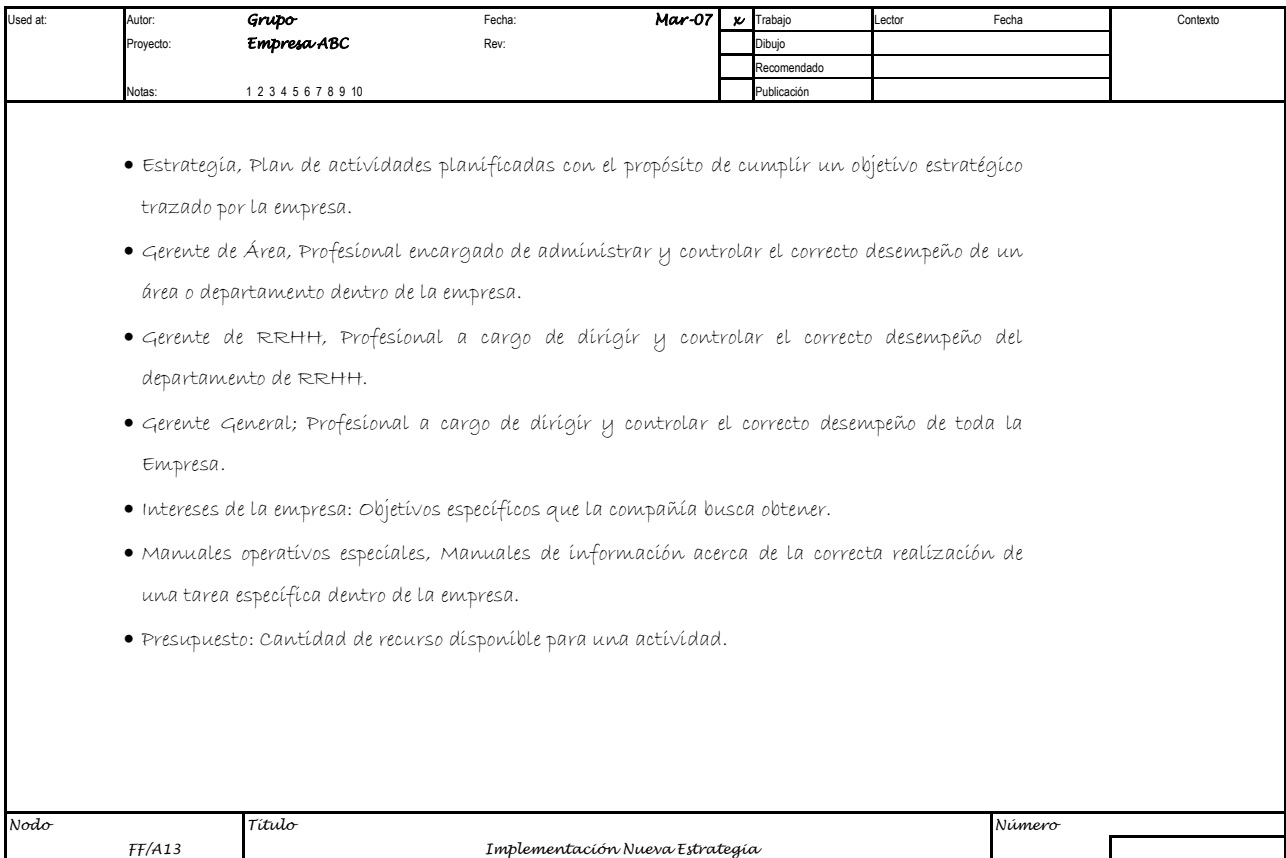 Used at: Autor: Grupo Fecha: Mar-07 x Trabajo Lector Fecha Contexto
Proyecto: Empresa ABC Rev: Dibujo
Recomendado
Notas: 1 2 3 4 5 6 7 8 9 10 Publicación
• Estrategia, Plan de actividades planificadas con el propósito de cumplir un objetivo estratégico
trazado por la empresa.
• Gerente de Área, Profesional encargado de administrar y controlar el correcto desempeño de un
área o departamento dentro de la empresa.
• Gerente de RRHH, Profesional a cargo de dirigir y controlar el correcto desempeño del
departamento de RRHH.
• Gerente General; Profesional a cargo de dirigir y controlar el correcto desempeño de toda la
Empresa.
• Intereses de la empresa: Objetivos específicos que la compañía busca obtener.
• Manuales operativos especiales, Manuales de información acerca de la correcta realización de
una tarea específica dentro de la empresa.
• Presupuesto: Cantidad de recurso disponible para una actividad.
Nodo Título Número
FF/A13 Implementación Nueva Estrategia